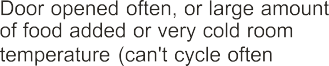 Door opened often, or large amount
of food added or very cold room
temperature (can't cycle often